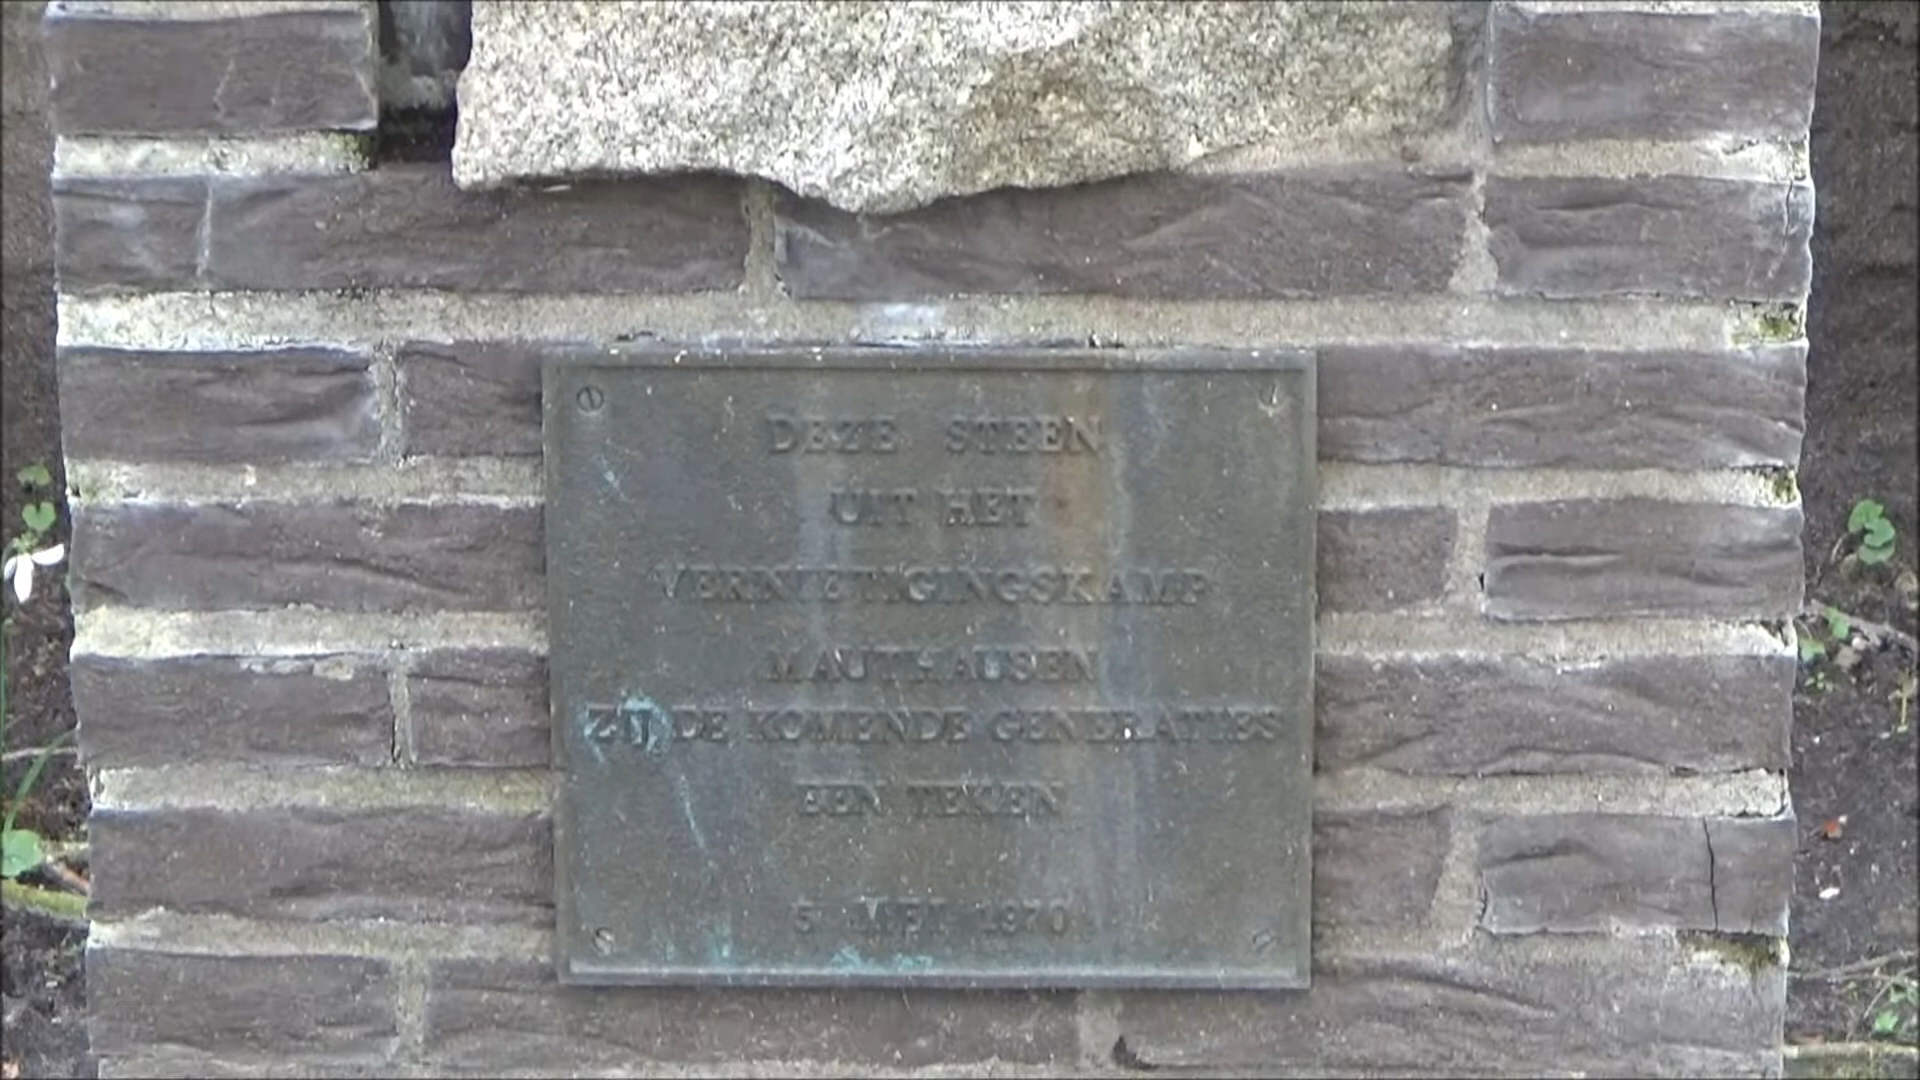 DEZE STEEN
UIT HET
VERNIETIGINGSKAMP
MAUTHAUSEN
ZIJ DE KOMENDE GENERATIES
EEN TEKEN
5 MEI 1970